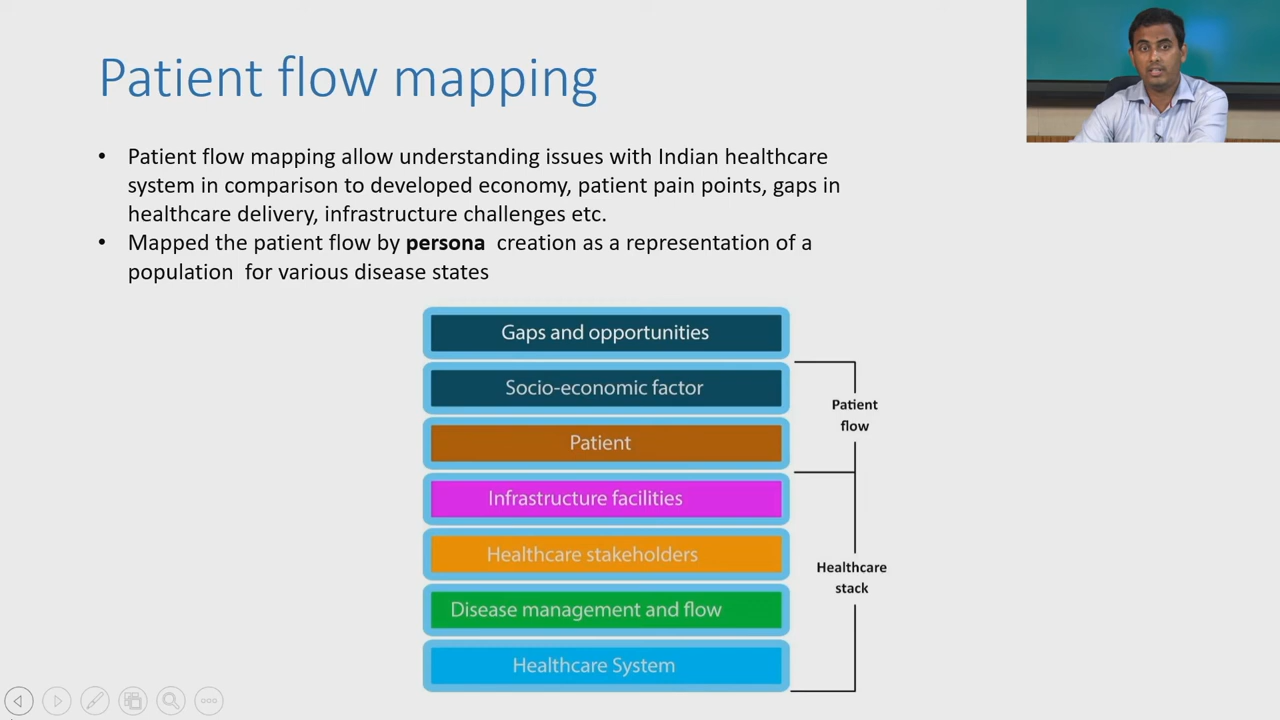 Patient flow mapping
• Patient flow mapping allow understanding issues with Indian healthcare
system in comparison to developed economy, patient pain points, gaps in
healthcare delivery, infrastructure challenges etc.
• Mapped the patient flow by persona creation as a representation of a
population for various disease states
Gaps and opportunities
Socio-economic factor
Patient
Infrastructure facilities
Healthcare stakeholders
Disease management and flow
Healthcare System
Patient
flow
Healthcare
stack